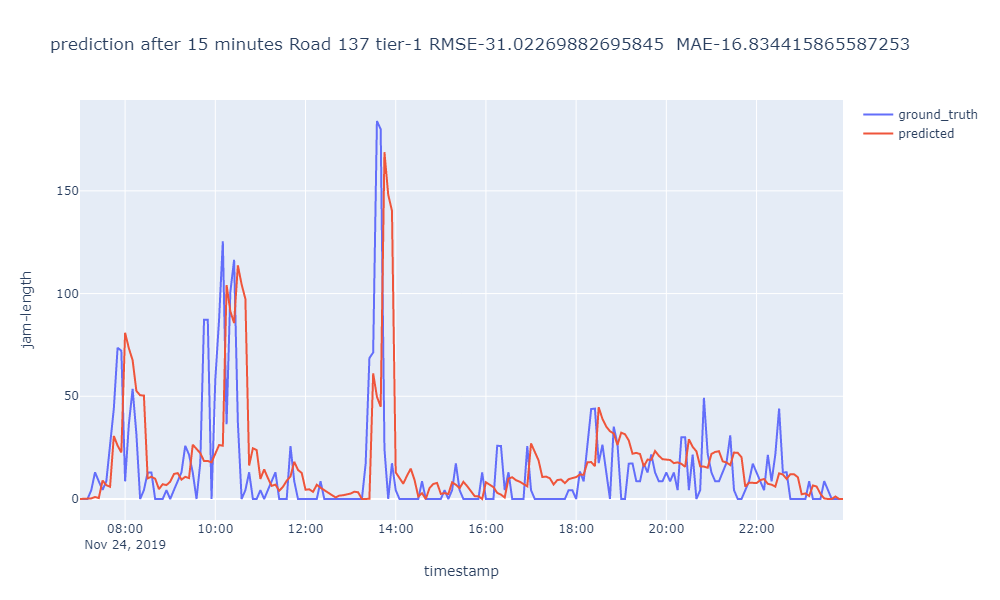 prediction after 15 minutes Road 137 tier-1 RMSE-31.02269882695845  MAE-16.834415865587253
ground_truth
predicted
150
100
50
0
jam-length
08:00 10:00 12:00 14:00 16:00 18:00 20:00 22:00
Nov 24, 2019
timestamp